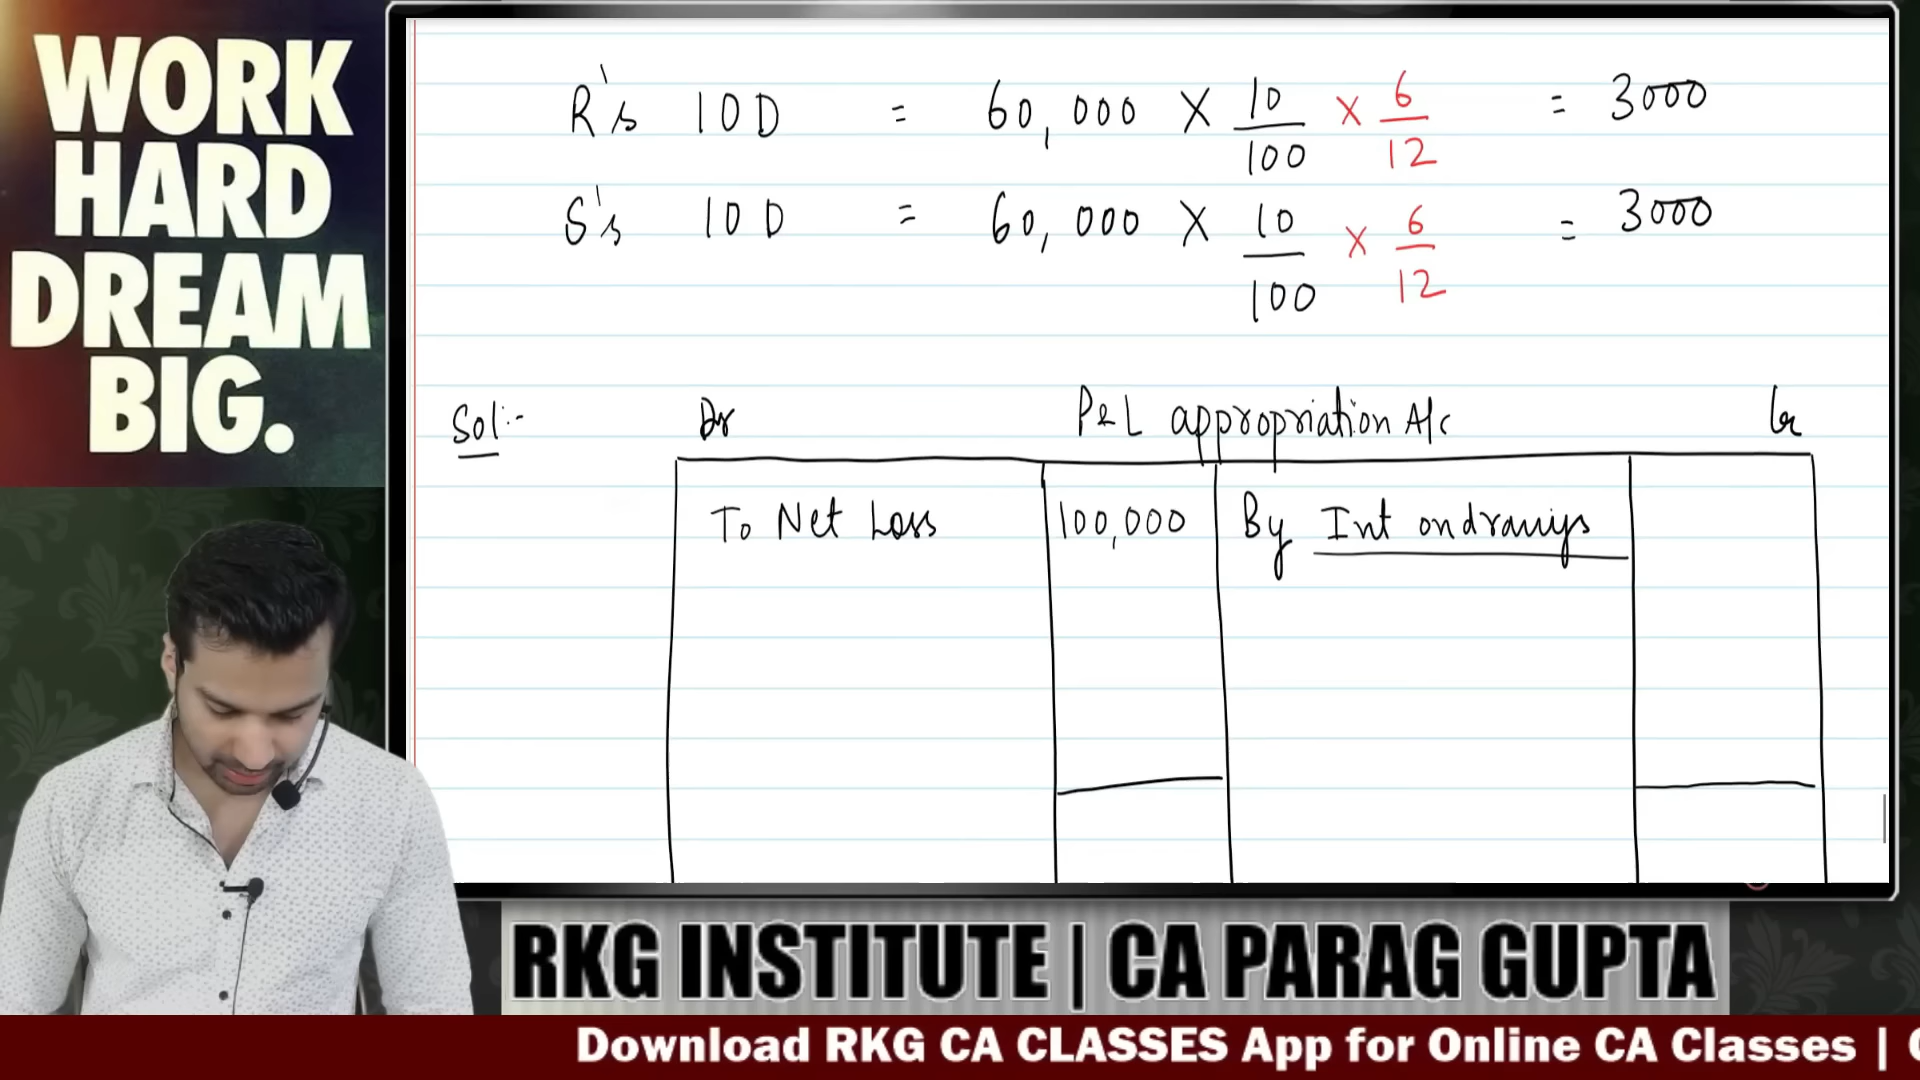 WORK
HARD
DREAM
BIG.
R's IOD = 60,000 X 10/100 x 6/12 = 3000
S's IOD = 60,000 X 10/100 x 6/12 = 3000
Sol:- Dr P&L appropriation A/c Cr
To Net Loss 100,000 By Int on drawings
RKG INSTITUTE | CA PARAG GUPTA
Download RKG CA CLASSES App for Online CA Classes |